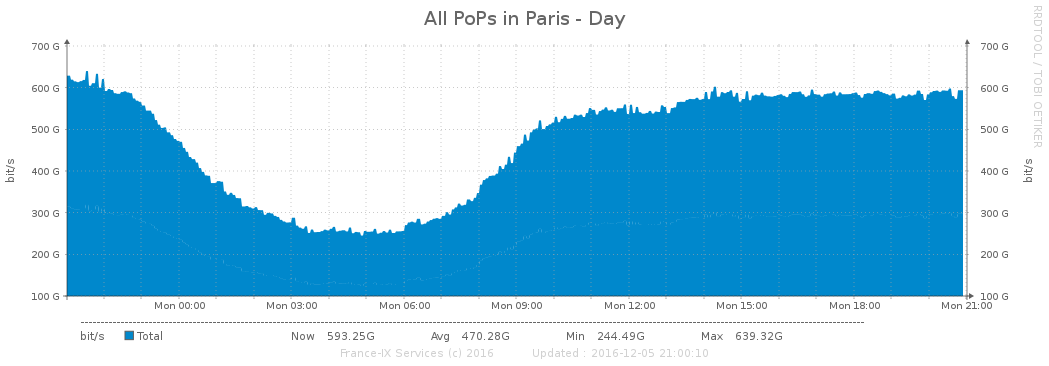 All PoPs in Paris - Day
RRDTOOL / TOBI OETIKER
700 G 700 G
600 G 600 G
500 G 500 G
400 G 400 G
300 G 300 G
200 G 200 G
100 G 100 G
bit/s bit/s
Mon 00:00 Mon 03:00 Mon 06:00 Mon 09:00 Mon 12:00 Mon 15:00 Mon 18:00 Mon 21:00
bit/s Total Now 593.25G Avg 470.28G Min 244.49G Max 639.32G
France-IX Services (c) 2016 Updated : 2016-12-05 21:00:10